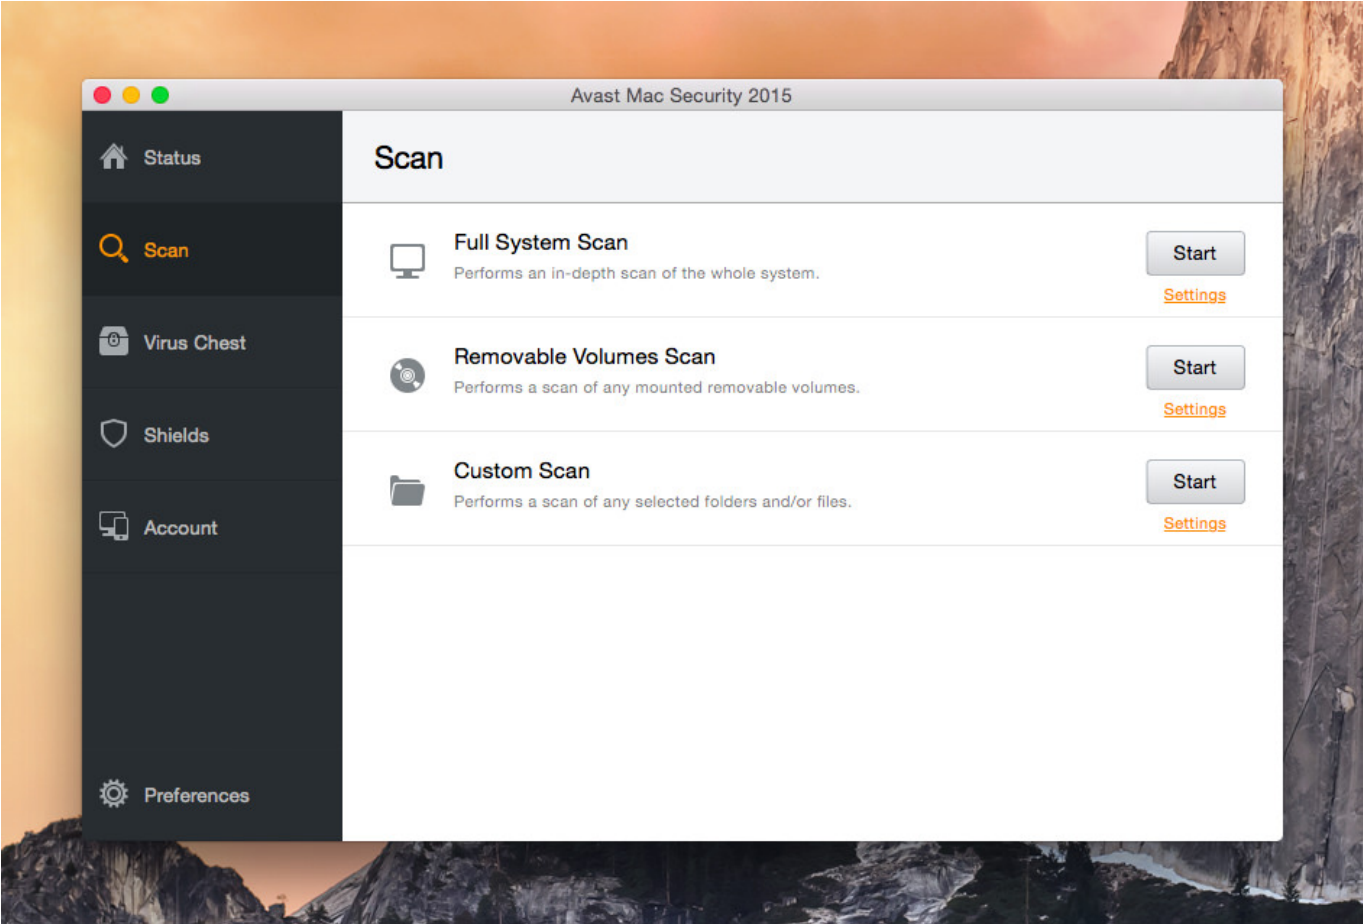 Avast Mac Security 2015
Status
Scan
Virus Chest
Shields
Account
Preferences
Scan
Full System Scan
Performs an in-depth scan of the whole system.
Start
Settings
Removable Volumes Scan
Performs a scan of any mounted removable volumes.
Start
Settings
Custom Scan
Performs a scan of any selected folders and/or files.
Start
Settings